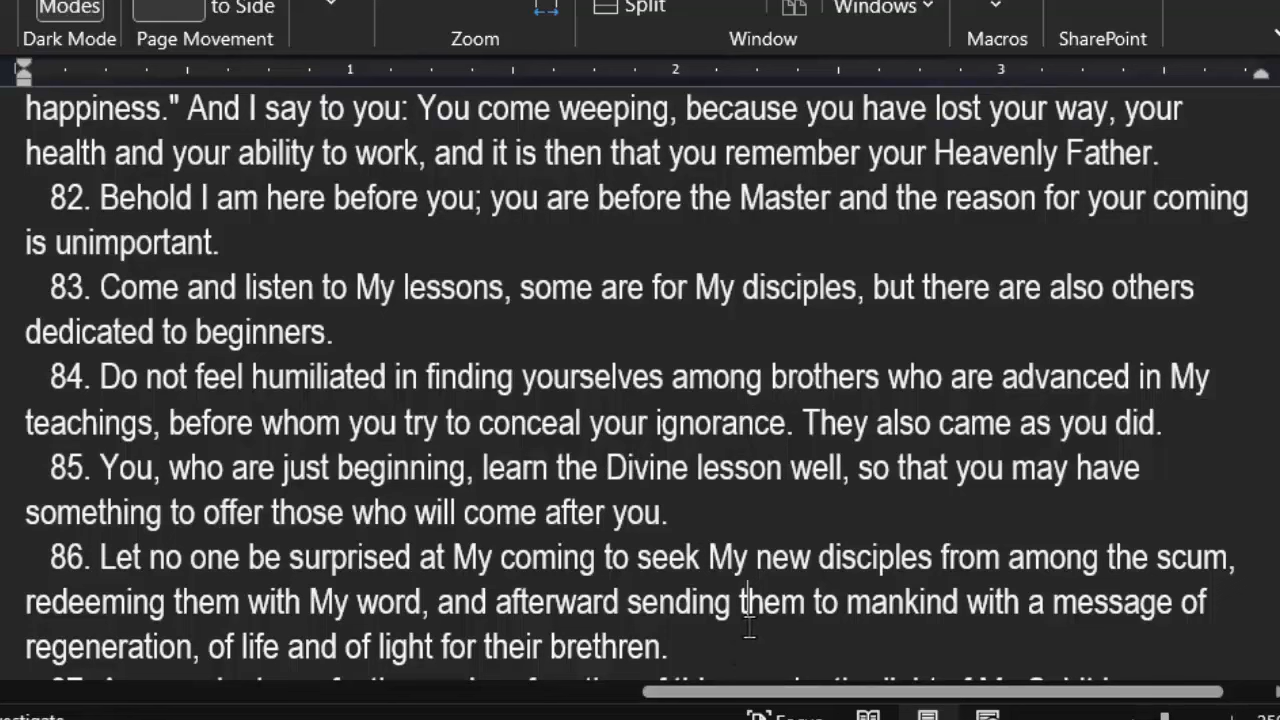 Modes
to Side
Split
Windows
Dark Mode
Page Movement
Zoom
Window
Macros
SharePoint
1
2
3
happiness." And I say to you: You come weeping, because you have lost your way, your
health and your ability to work, and it is then that you remember your Heavenly Father.
82. Behold I am here before you; you are before the Master and the reason for your coming
is unimportant.
83. Come and listen to My lessons, some are for My disciples, but there are also others
dedicated to beginners.
84. Do not feel humiliated in finding yourselves among brothers who are advanced in My
teachings, before whom you try to conceal your ignorance. They also came as you did.
85. You, who are just beginning, learn the Divine lesson well, so that you may have
something to offer those who will come after you.
86. Let no one be surprised at My coming to seek My new disciples from among the scum,
redeeming them with My word, and afterward sending them to mankind with a message of
regeneration, of life and of light for their brethren.
Focus